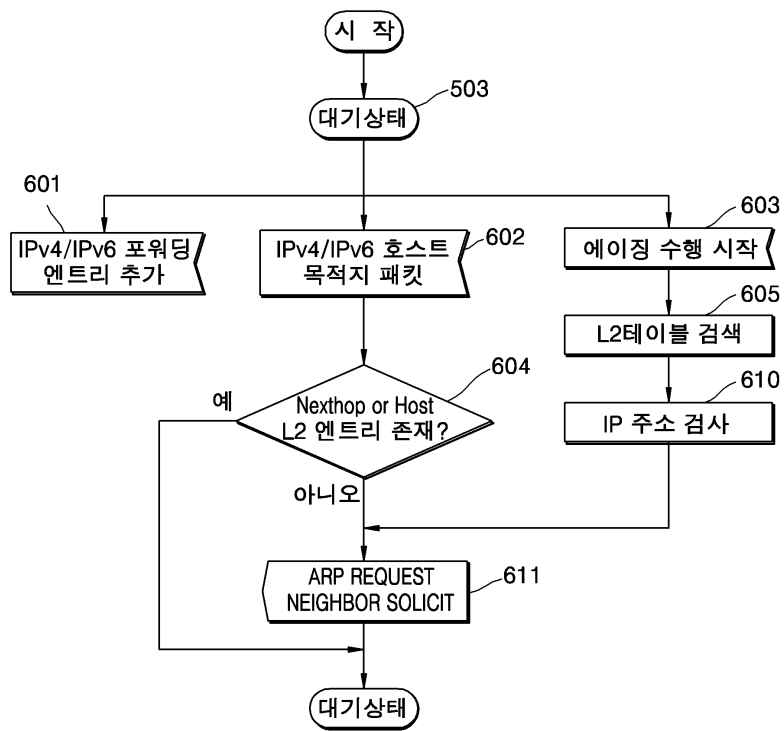 시 작
대기상태
503
601
IPv4/IPv6 포워딩
엔트리 추가
IPv4/IPv6 호스트
목적지 패킷
602
603
에이징 수행 시작
605
L2테이블 검색
610
IP 주소 검사
604
Nexthop or Host
L2 엔트리 존재?
예
아니오
ARP REQUEST
NEIGHBOR SOLICIT
611
대기상태